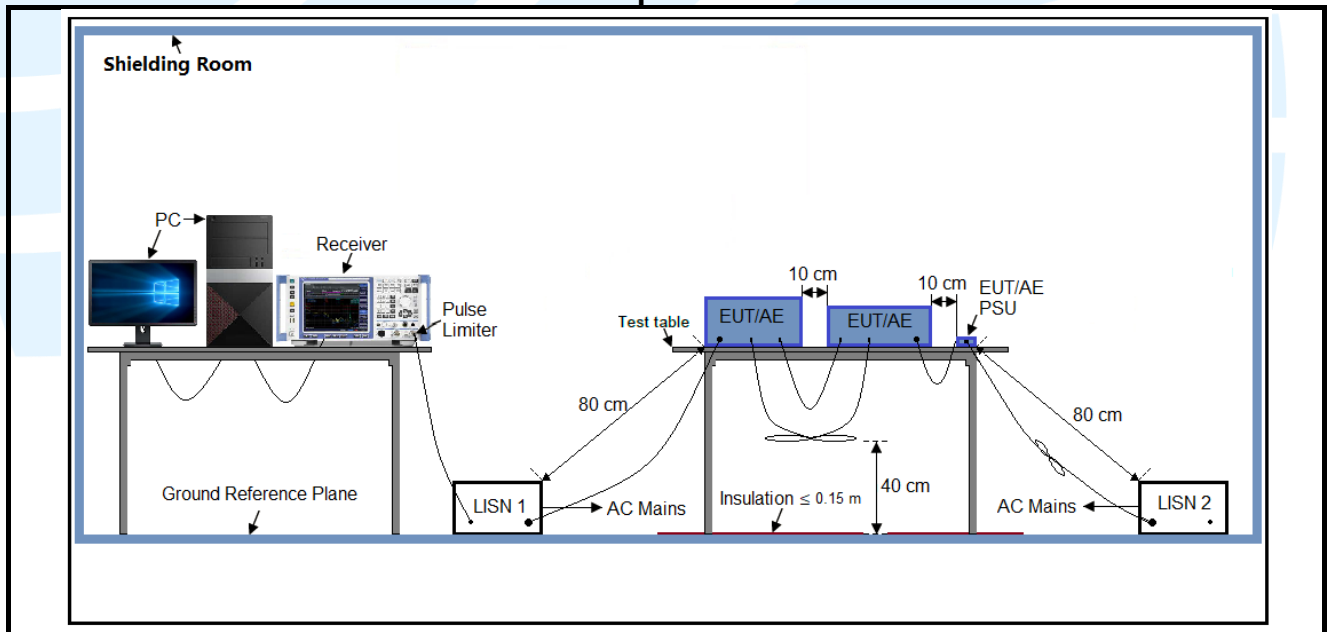 Shielding Room
PC
Receiver
Pulse
Limiter
10 cm
10 cm
EUT/AE
PSU
Test table
EUT/AE
EUT/AE
80 cm
80 cm
40 cm
Ground Reference Plane
LISN 1
AC Mains
Insulation ≤ 0.15 m
AC Mains
LISN 2